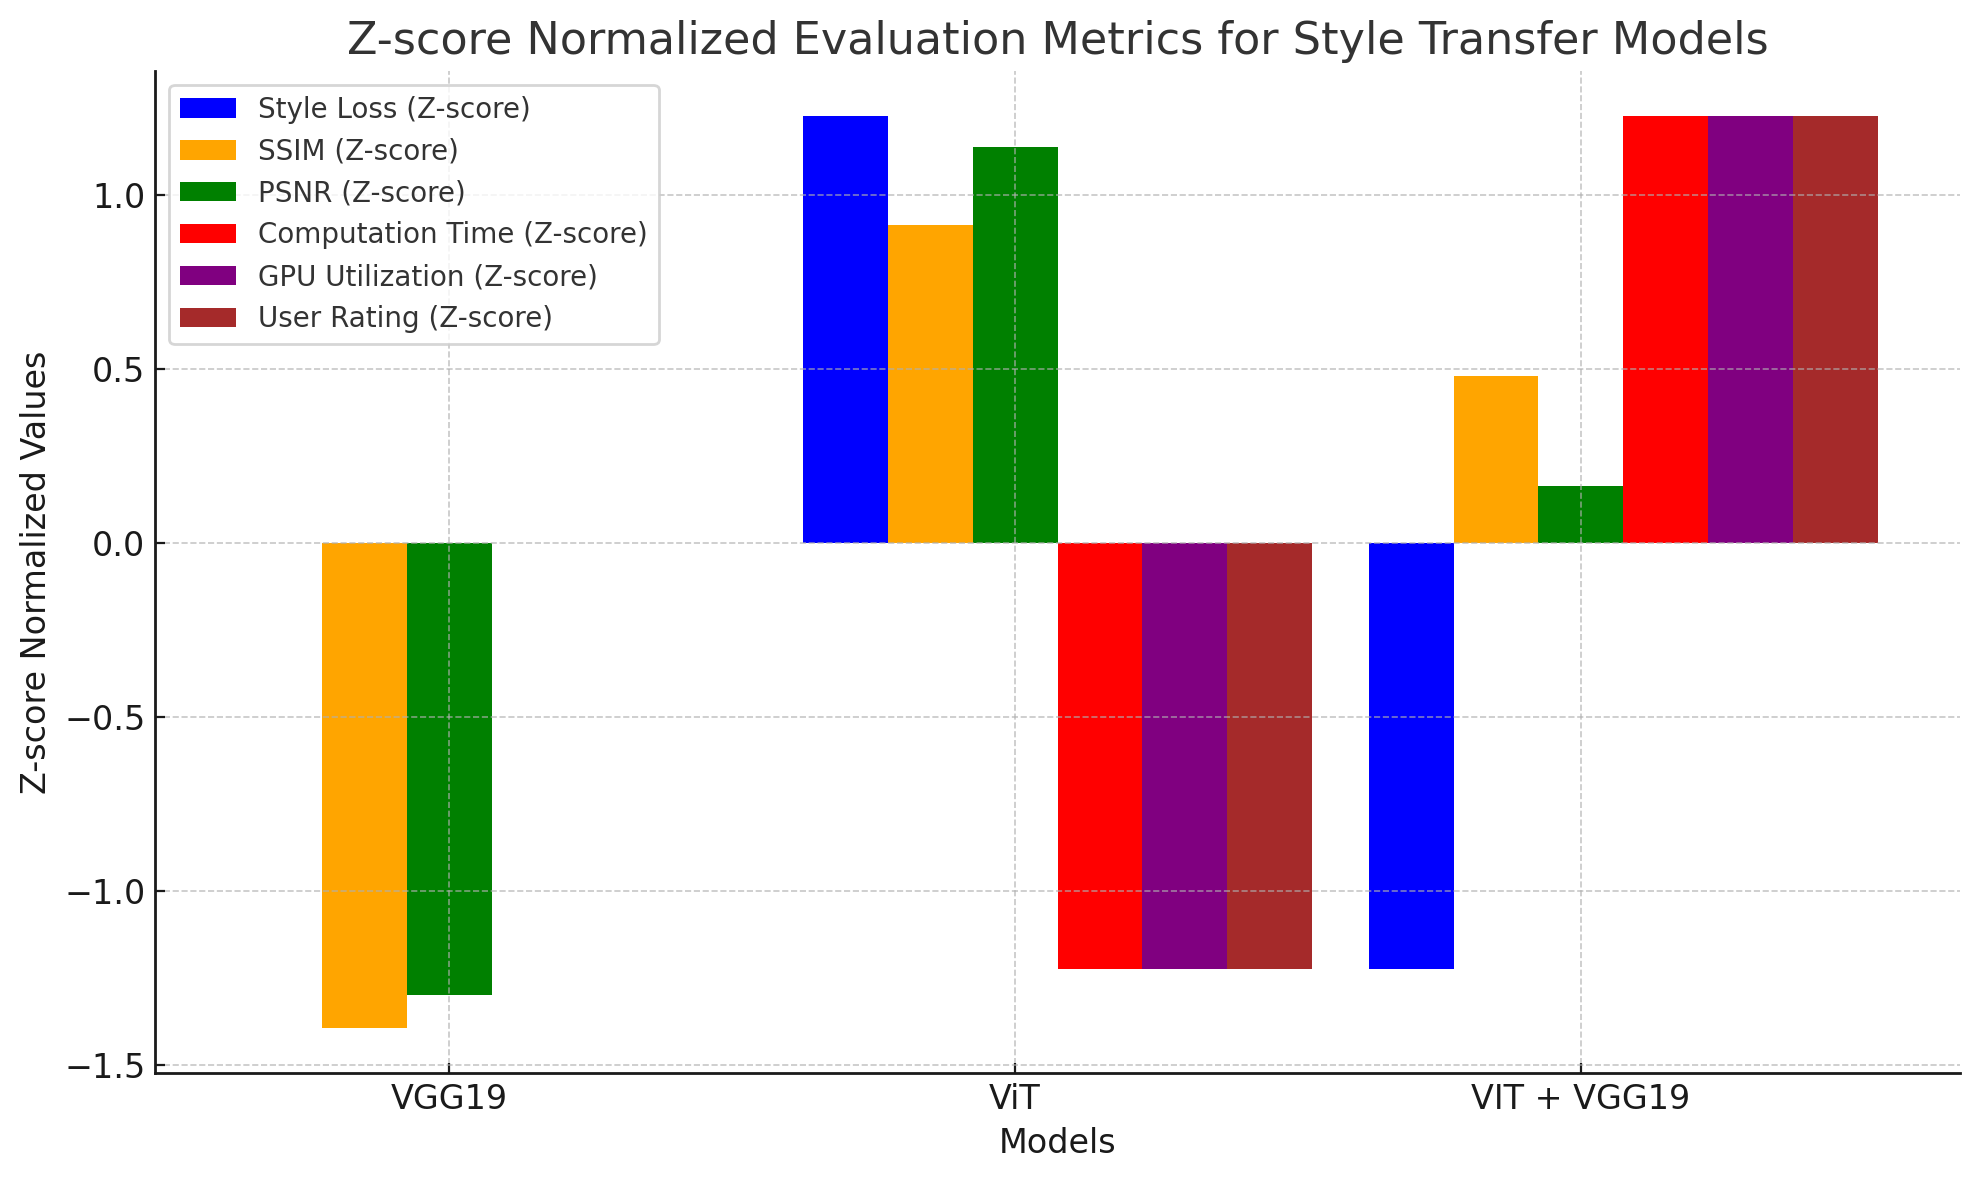 Z-score Normalized Evaluation Metrics for Style Transfer Models
Style Loss (Z-score)
SSIM (Z-score)
PSNR (Z-score)
Computation Time (Z-score)
GPU Utilization (Z-score)
User Rating (Z-score)
Z-score Normalized Values
1.0
0.5
0.0
−0.5
−1.0
−1.5
VGG19
ViT
VIT + VGG19
Models